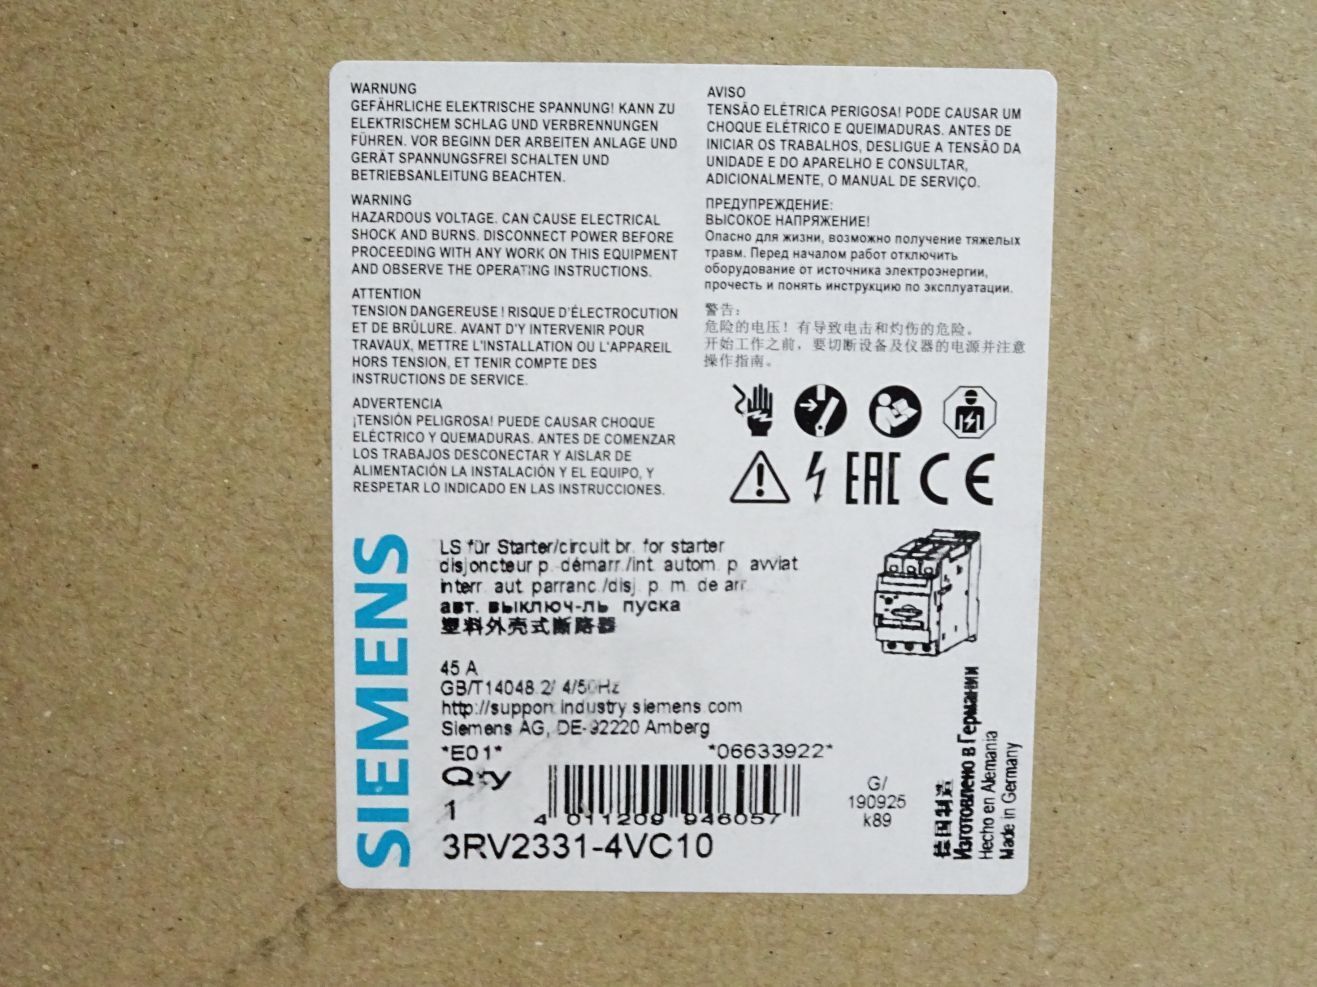 WARNUNG
GEFÄHRLICHE ELEKTRISCHE SPANNUNG! KANN ZU
ELEKTRISCHEM SCHLAG UND VERBRENNUNGEN
FÜHREN. VOR BEGINN DER ARBEITEN ANLAGE UND
GERÄT SPANNUNGSFREI SCHALTEN UND
BETRIEBSANLEITUNG BEACHTEN.
WARNING
HAZARDOUS VOLTAGE. CAN CAUSE ELECTRICAL
SHOCK AND BURNS. DISCONNECT POWER BEFORE
PROCEEDING WITH ANY WORK ON THIS EQUIPMENT
AND OBSERVE THE OPERATING INSTRUCTIONS.
ATTENTION
TENSION DANGEREUSE ! RISQUE D'ÉLECTROCUTION
ET DE BRÛLURE. AVANT D'Y INTERVENIR POUR
TRAVAUX, METTRE L'INSTALLATION OU L'APPAREIL
HORS TENSION, ET TENIR COMPTE DES
INSTRUCTIONS DE SERVICE.
ADVERTENCIA
¡TENSIÓN PELIGROSA! PUEDE CAUSAR CHOQUE
ELÉCTRICO Y QUEMADURAS. ANTES DE COMENZAR
LOS TRABAJOS DESCONECTAR Y AISLAR DE
ALIMENTACIÓN LA INSTALACIÓN Y EL EQUIPO, Y
RESPETAR LO INDICADO EN LAS INSTRUCCIONES.
AVISO
TENSÃO ELÉTRICA PERIGOSA! PODE CAUSAR UM
CHOQUE ELÉTRICO E QUEIMADURAS. ANTES DE
INICIAR OS TRABALHOS, DESLIGUE A TENSÃO DA
UNIDADE E DO APARELHO E CONSULTAR,
ADICIONALMENTE, O MANUAL DE SERVIÇO.
ПРЕДУПРЕЖДЕНИЕ:
ВЫСОКОЕ НАПРЯЖЕНИЕ!
Опасно для жизни, возможно получение тяжелых
травм. Перед началом работ отключить
оборудование от источника электроэнергии,
прочесть и понять инструкцию по эксплуатации.
警告：
危险的电压！有导致电击和灼伤的危险。
开始工作之前，要切断设备及仪器的电源并注意
操作指南。
EAC CE
SIEMENS
LS für Starter/circuit br. for starter
disjoncteur p. démarr./int. autom. p. avviat
interr. aut. parranc./disj. p. m. de arr.
авт. выключ-ль пуска
塑料外壳式断路器
45 A
GB/T14048.2/ 4/50Hz
http://support.industry.siemens.com
Siemens AG, DE-92220 Amberg
*E01* *06633922*
Qty
1
4 011209 946057
3RV2331-4VC10
G/
190925
k89
德国制造
Изготовлено в Германии
Hecho en Alemania
Made in Germany